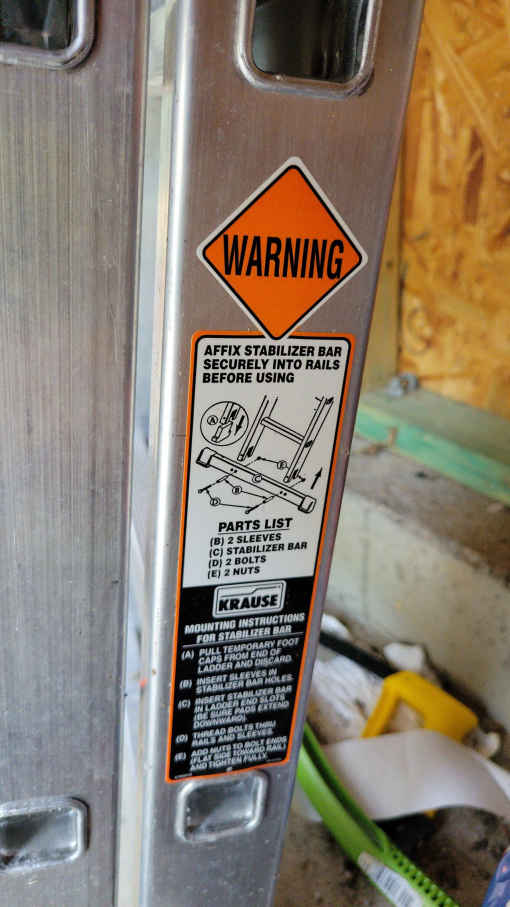 WARNING
AFFIX STABILIZER BAR
SECURELY INTO RAILS
BEFORE USING
A
E
C
B
D
PARTS LIST
(B) 2 SLEEVES
(C) STABILIZER BAR
(D) 2 BOLTS
(E) 2 NUTS
KRAUSE
MOUNTING INSTRUCTIONS
FOR STABILIZER BAR
(A) PULL TEMPORARY FOOT
CAPS FROM END OF
LADDER AND DISCARD.
(B) INSERT SLEEVES IN
STABILIZER BAR HOLES.
(C) INSERT STABILIZER BAR
IN LADDER END SLOTS
(BE SURE PADS EXTEND
DOWNWARD).
(D) THREAD BOLTS THRU
RAILS AND SLEEVES.
(E) ADD NUTS TO BOLT ENDS
(FLAT SIDE TOWARD RAIL)
AND TIGHTEN FULLY.